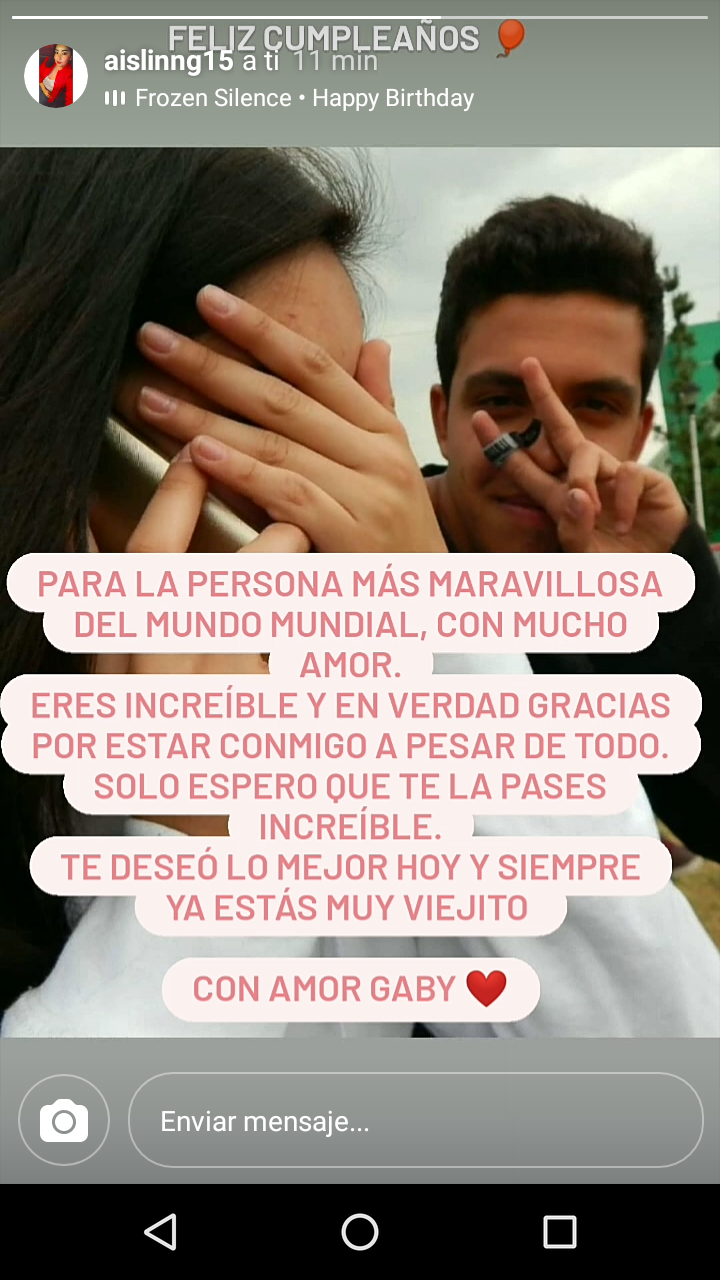 FELIZ CUMPLEAÑOS
aislinng15 a ti 11 min
Frozen Silence • Happy Birthday
PARA LA PERSONA MÁS MARAVILLOSA
DEL MUNDO MUNDIAL, CON MUCHO
AMOR.
ERES INCREÍBLE Y EN VERDAD GRACIAS
POR ESTAR CONMIGO A PESAR DE TODO.
SOLO ESPERO QUE TE LA PASES
INCREÍBLE.
TE DESEÓ LO MEJOR HOY Y SIEMPRE
YA ESTÁS MUY VIEJITO
CON AMOR GABY ❤️
Enviar mensaje...